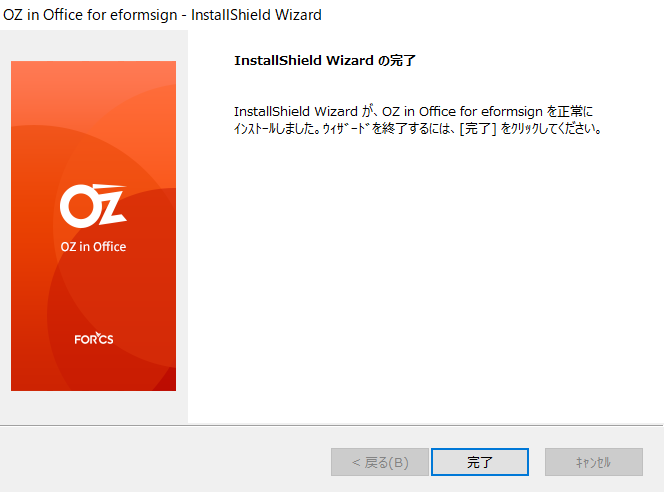 OZ in Office for eformsign - InstallShield Wizard
InstallShield Wizard の完了
InstallShield Wizard が、OZ in Office for eformsign を正常に
ｲﾝｽﾄｰﾙしました。ｳｨｻﾞｰﾄﾞを終了するには、[完了] をｸﾘｯｸしてください。
OZ
OZ in Office
FORCS
< 戻る(B)
完了
ｷｬﾝｾﾙ